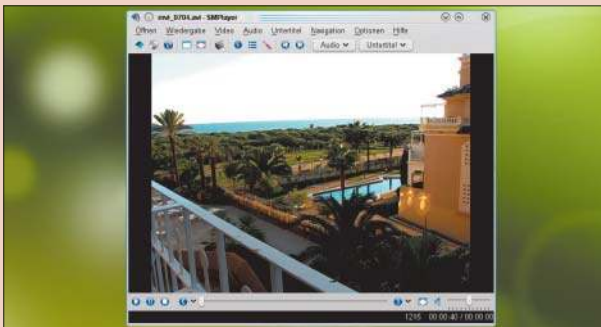 mvi_0704.avi - SMPlayer
Öffnen Wiedergabe Video Audio Untertitel Navigation Optionen Hilfe
Audio Untertitel
1215 00:00:40 / 00:00:00